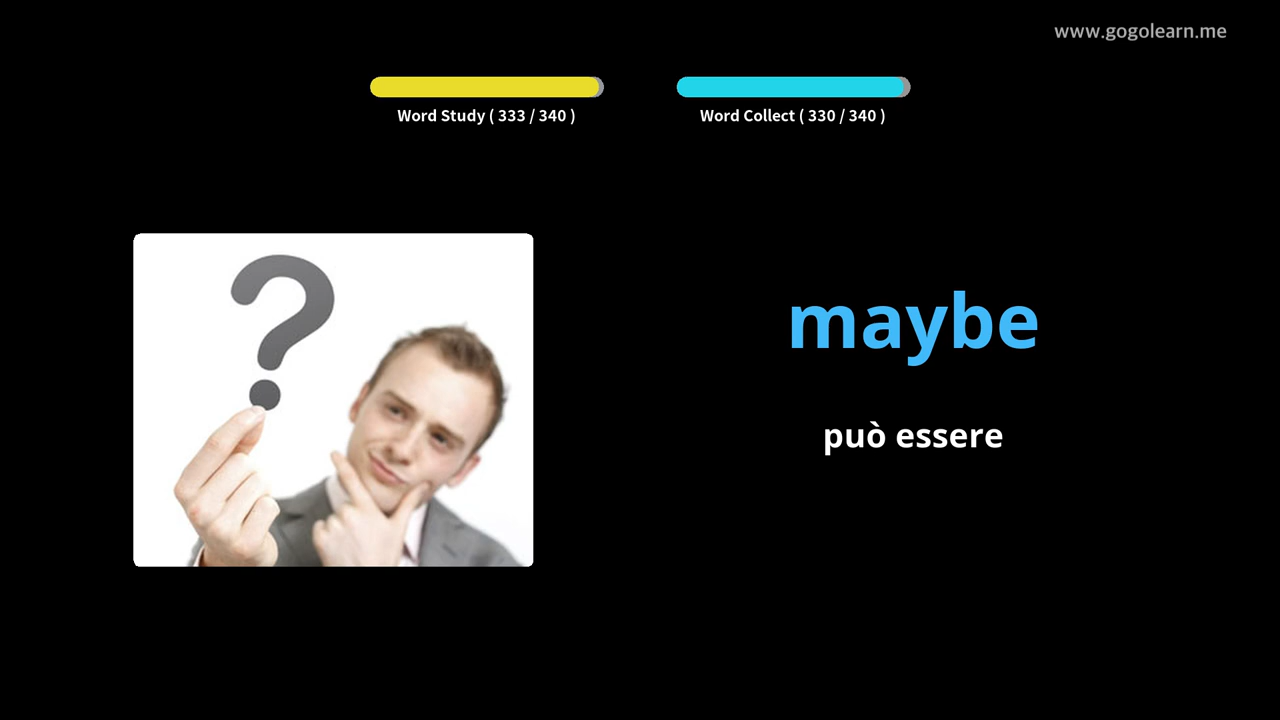 www.gogolearn.me
Word Study ( 333 / 340 )
Word Collect ( 330 / 340 )
?
maybe
può essere